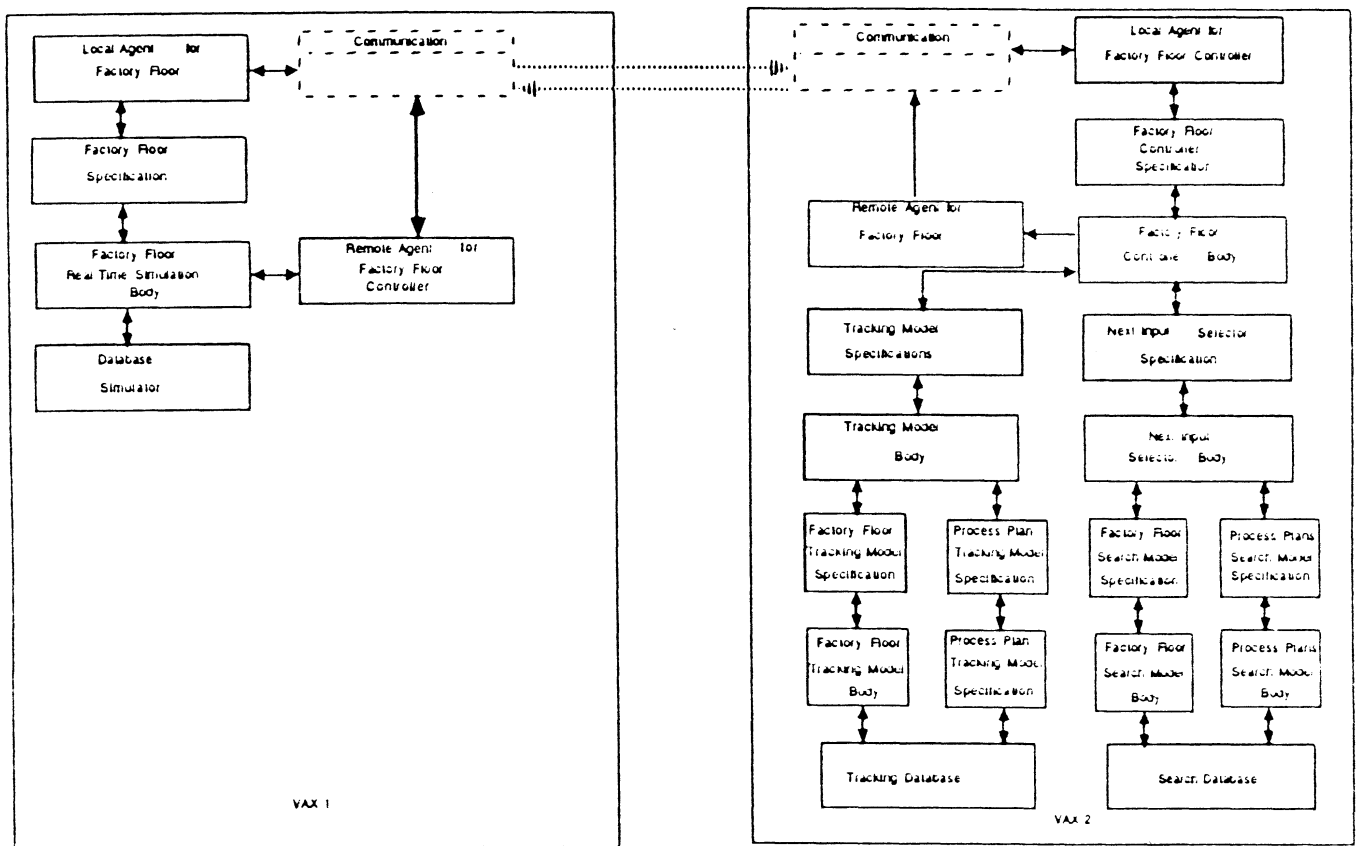 Local Agent for
Factory Floor
Communication
Factory Floor
Specification
Factory Floor
Real Time Simulation
Body
Remote Agent for
Factory Floor
Controller
Database
Simulator
VAX 1
Communication
Local Agent for
Factory Floor Controller
Factory Floor
Controller
Specification
Remote Agent for
Factory Floor
Factory Floor
Controller Body
Tracking Model
Specifications
Next Input Selector
Specification
Tracking Model
Body
Next Input
Selector Body
Factory Floor
Tracking Model
Specification
Process Plan
Tracking Model
Specification
Factory Floor
Search Model
Specification
Process Plans
Search Model
Specification
Factory Floor
Tracking Model
Body
Process Plan
Tracking Model
Specification
Factory Floor
Search Model
Body
Process Plans
Search Model
Body
Tracking Database
Search Database
VAX 2